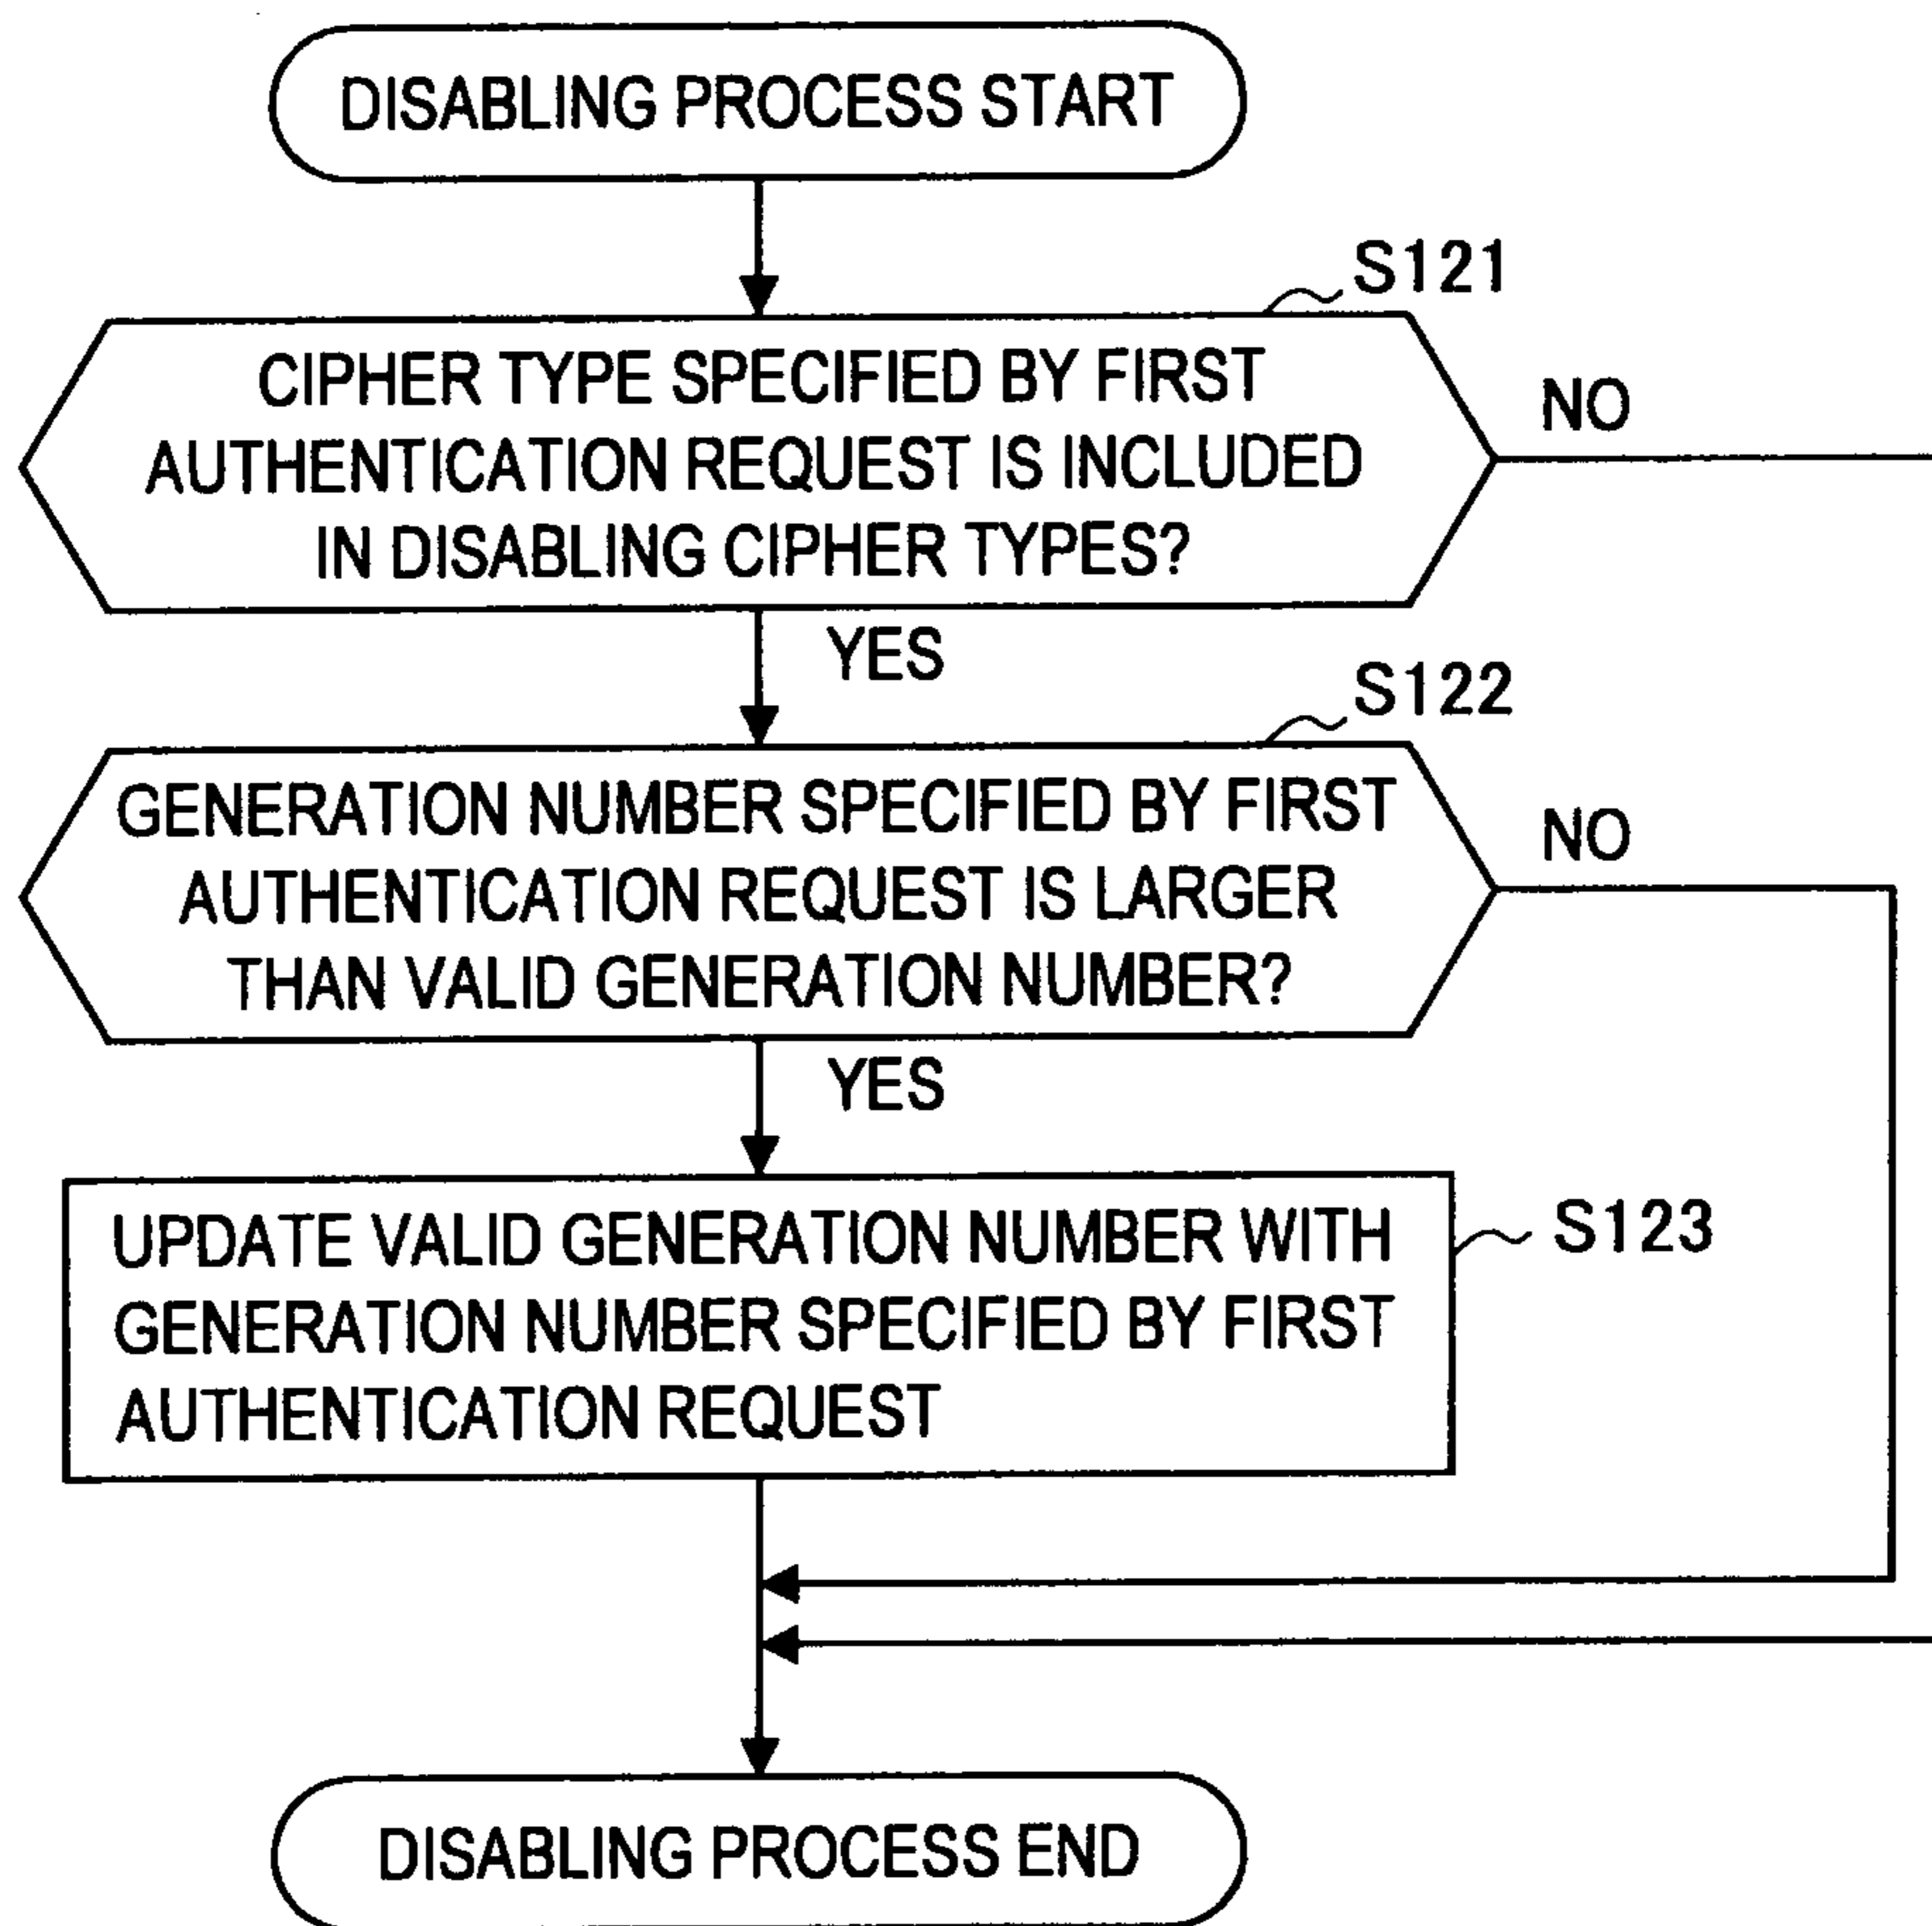 DISABLING PROCESS START
S121
CIPHER TYPE SPECIFIED BY FIRST
AUTHENTICATION REQUEST IS INCLUDED
IN DISABLING CIPHER TYPES?
NO
YES
S122
GENERATION NUMBER SPECIFIED BY FIRST
AUTHENTICATION REQUEST IS LARGER
THAN VALID GENERATION NUMBER?
NO
YES
UPDATE VALID GENERATION NUMBER WITH
GENERATION NUMBER SPECIFIED BY FIRST
AUTHENTICATION REQUEST
S123
DISABLING PROCESS END